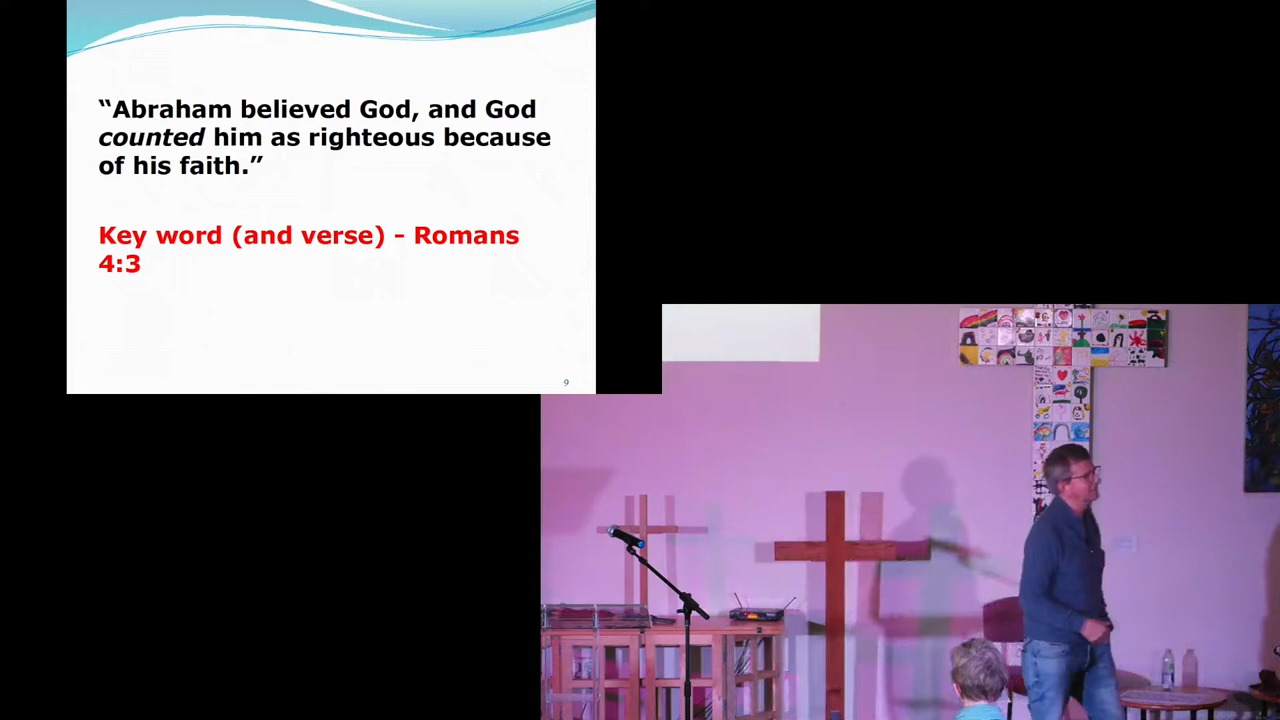 “Abraham believed God, and God
counted him as righteous because
of his faith.”
Key word (and verse) - Romans
4:3
9